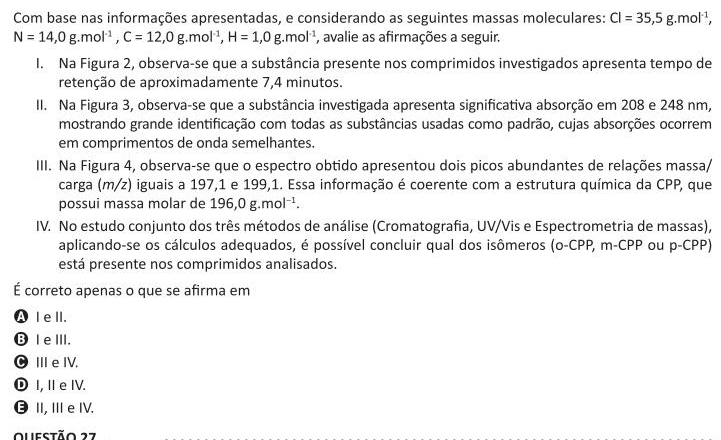 Com base nas informações apresentadas, e considerando as seguintes massas moleculares: Cl = 35,5 g.mol⁻¹,
N = 14,0 g.mol⁻¹ , C = 12,0 g.mol⁻¹, H = 1,0 g.mol⁻¹, avalie as afirmações a seguir.
I. Na Figura 2, observa-se que a substância presente nos comprimidos investigados apresenta tempo de
retenção de aproximadamente 7,4 minutos.
II. Na Figura 3, observa-se que a substância investigada apresenta significativa absorção em 208 e 248 nm,
mostrando grande identificação com todas as substâncias usadas como padrão, cujas absorções ocorrem
em comprimentos de onda semelhantes.
III. Na Figura 4, observa-se que o espectro obtido apresentou dois picos abundantes de relações massa/
carga (m/z) iguais a 197,1 e 199,1. Essa informação é coerente com a estrutura química da CPP, que
possui massa molar de 196,0 g.mol⁻¹.
IV. No estudo conjunto dos três métodos de análise (Cromatografia, UV/Vis e Espectrometria de massas),
aplicando-se os cálculos adequados, é possível concluir qual dos isômeros (o-CPP, m-CPP ou p-CPP)
está presente nos comprimidos analisados.
É correto apenas o que se afirma em
A I e II.
B I e III.
C III e IV.
D I, II e IV.
E II, III e IV.
QUESTÃO 27